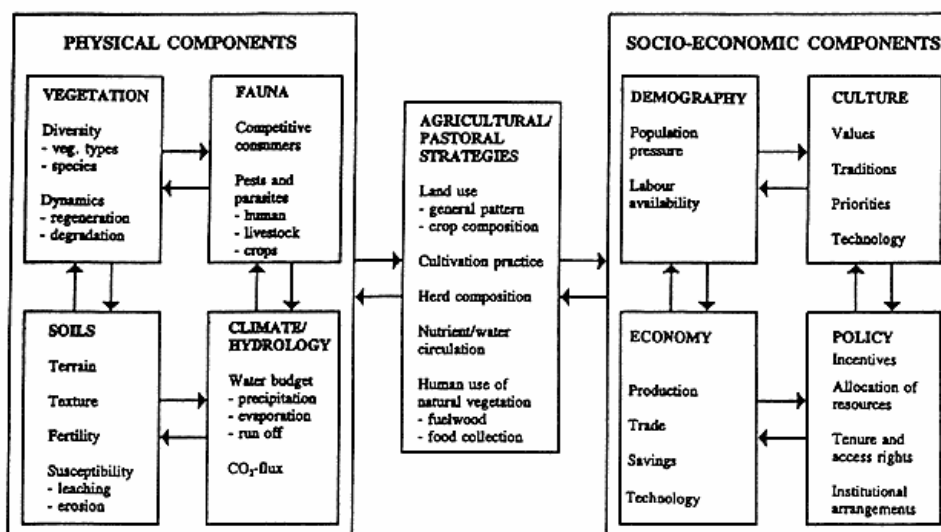 PHYSICAL COMPONENTS
VEGETATION
Diversity
- veg. types
- species
Dynamics
- regeneration
- degradation
FAUNA
Competitive
consumers
Pests and
parasites
- human
- livestock
- crops
SOILS
Terrain
Texture
Fertility
Susceptibility
- leaching
- erosion
CLIMATE/
HYDROLOGY
Water budget
- precipitation
- evaporation
- run off
CO₂-flux
AGRICULTURAL/
PASTORAL
STRATEGIES
Land use
- general pattern
- crop composition
Cultivation practice
Herd composition
Nutrient/water
circulation
Human use of
natural vegetation
- fuelwood
- food collection
SOCIO-ECONOMIC COMPONENTS
DEMOGRAPHY
Population
pressure
Labour
availability
CULTURE
Values
Traditions
Priorities
Technology
ECONOMY
Production
Trade
Savings
Technology
POLICY
Incentives
Allocation of
resources
Tenure and
access rights
Institutional
arrangements